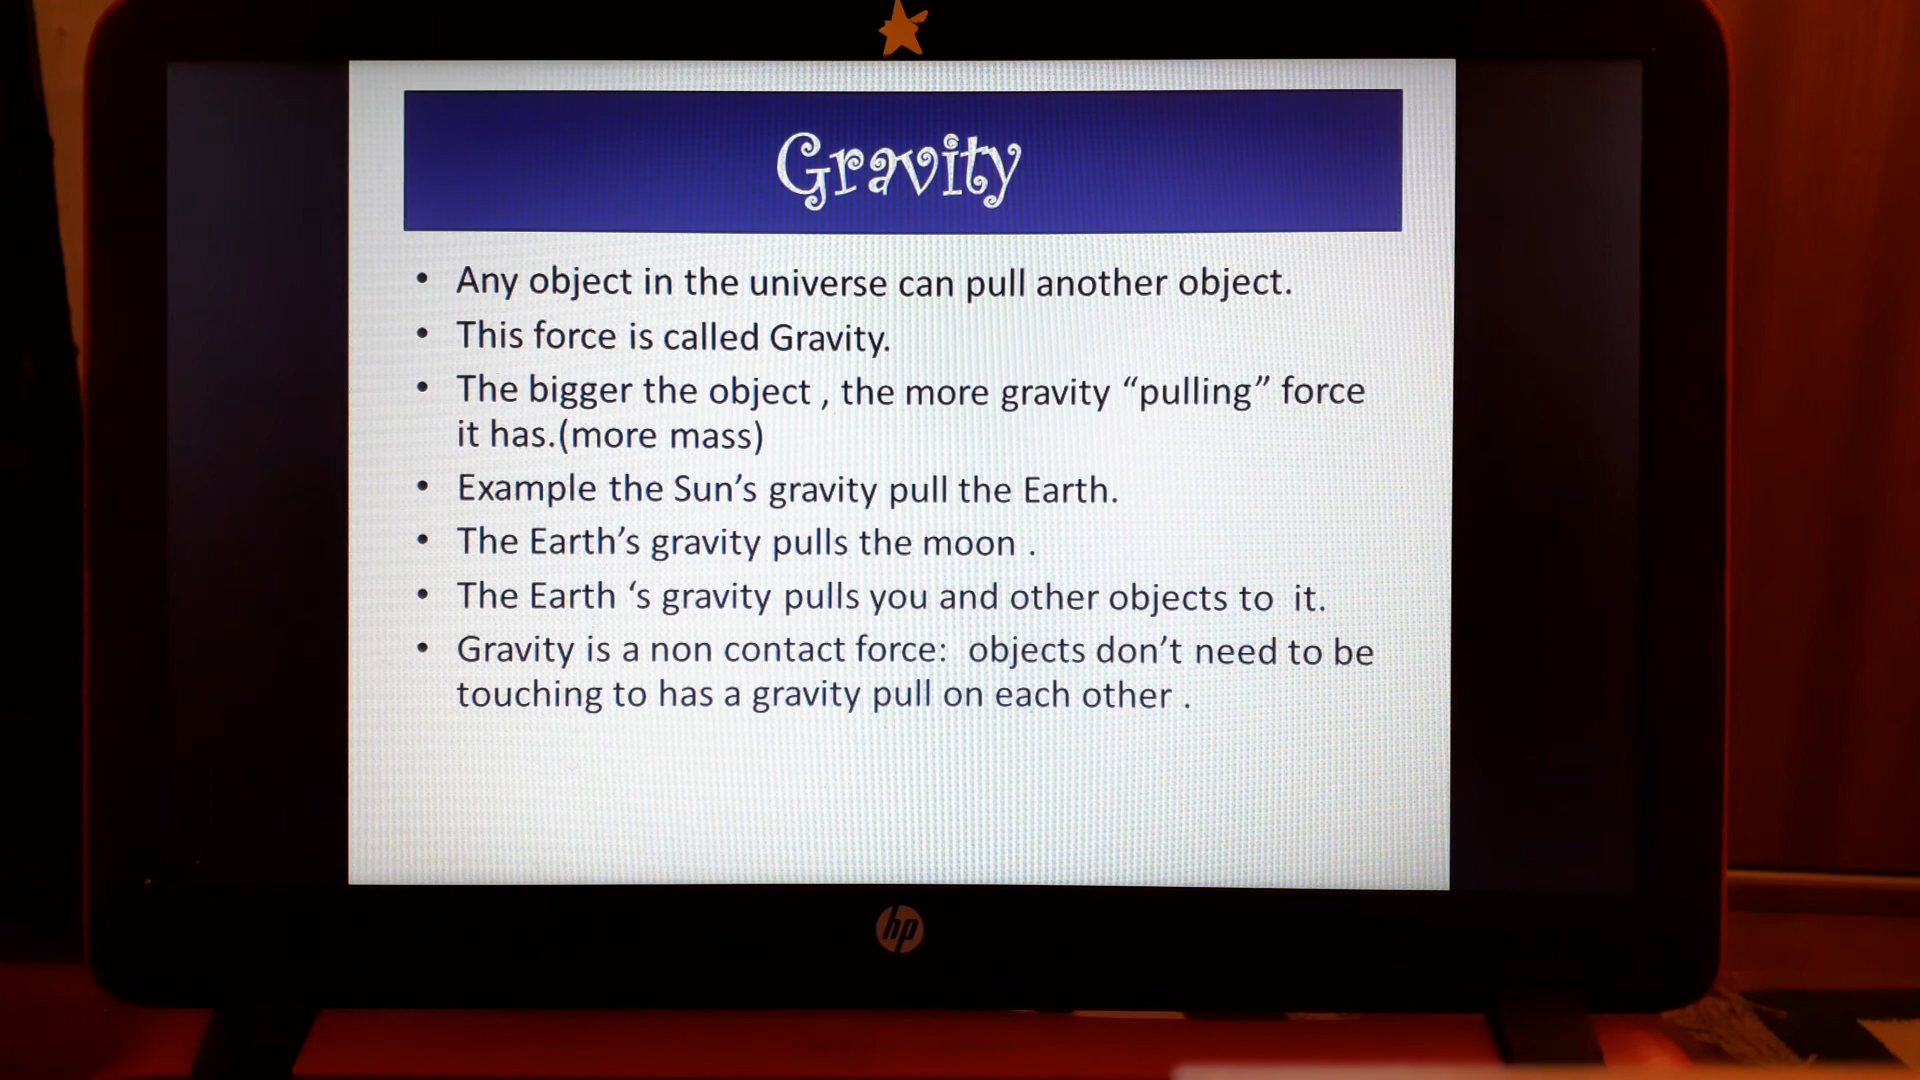 Gravity
• Any object in the universe can pull another object.
• This force is called Gravity.
• The bigger the object , the more gravity “pulling” force
it has.(more mass)
• Example the Sun’s gravity pull the Earth.
• The Earth’s gravity pulls the moon .
• The Earth ‘s gravity pulls you and other objects to  it.
• Gravity is a non contact force:  objects don’t need to be
touching to has a gravity pull on each other .
hp